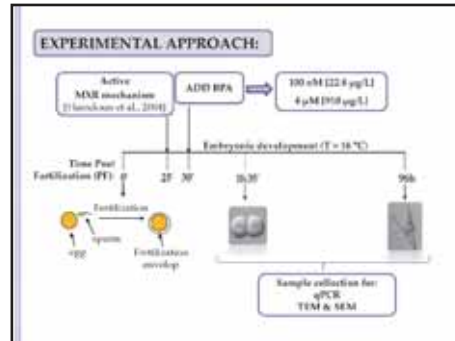 EXPERIMENTAL APPROACH:
Active
MXR mechanism
ADD BPA
100 nM [22.8 µg/L]
4 µM [910 µg/L]
Embryonic development (T = 16 °C)
Time Post
Fertilization (PF):
0'
25'
30'
1h30'
96h
Fertilization
egg
sperm
Fertilization
envelop
Sample collection for:
qPCR
TEM & SEM